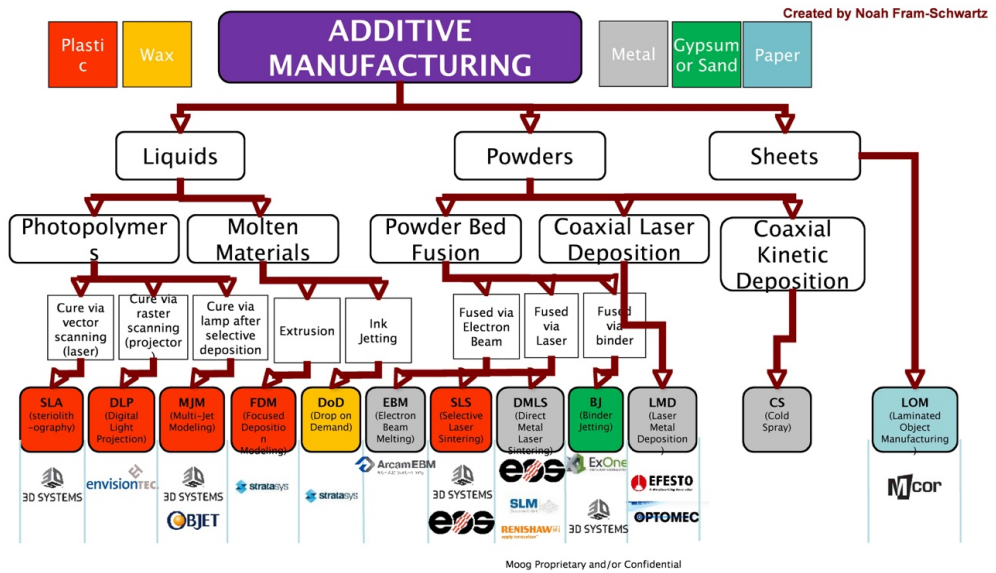 Created by Noah Fram-Schwartz
Plasti
c
Wax
ADDITIVE
MANUFACTURING
Metal
Gypsum
or Sand
Paper
Liquids
Powders
Sheets
Photopolymer
s
Molten
Materials
Powder Bed
Fusion
Coaxial Laser
Deposition
Coaxial
Kinetic
Deposition
Cure via
vector
scanning
(laser)
Cure via
raster
scanning
(projector
)
Cure via
lamp after
selective
deposition
Extrusion
Ink
Jetting
Fused via
Electron
Beam
Fused
via
Laser
Fused
via
binder
SLA
(steriolith
-ography)
DLP
(Digital
Light
Projection)
MJM
(Multi-Jet
Modeling)
FDM
(Focused
Depositio
n
Modeling)
DoD
(Drop on
Demand)
EBM
(Electron
Beam
Melting)
SLS
(Selective
Laser
Sintering)
DMLS
(Direct
Metal
Laser
Sintering)
BJ
(Binder
Jetting)
LMD
(Laser
Metal
Deposition
)
CS
(Cold
Spray)
LOM
(Laminated
Object
Manufacturing
)
3D SYSTEMS
envisionTEC
3D SYSTEMS
OBJET
stratasys
stratasys
ArcamEBM
3D SYSTEMS
eos
eos
SLM
RENISHAW
apply innovation
ExOne
3D SYSTEMS
EFESTO
OPTOMEC
Mcor
Moog Proprietary and/or Confidential